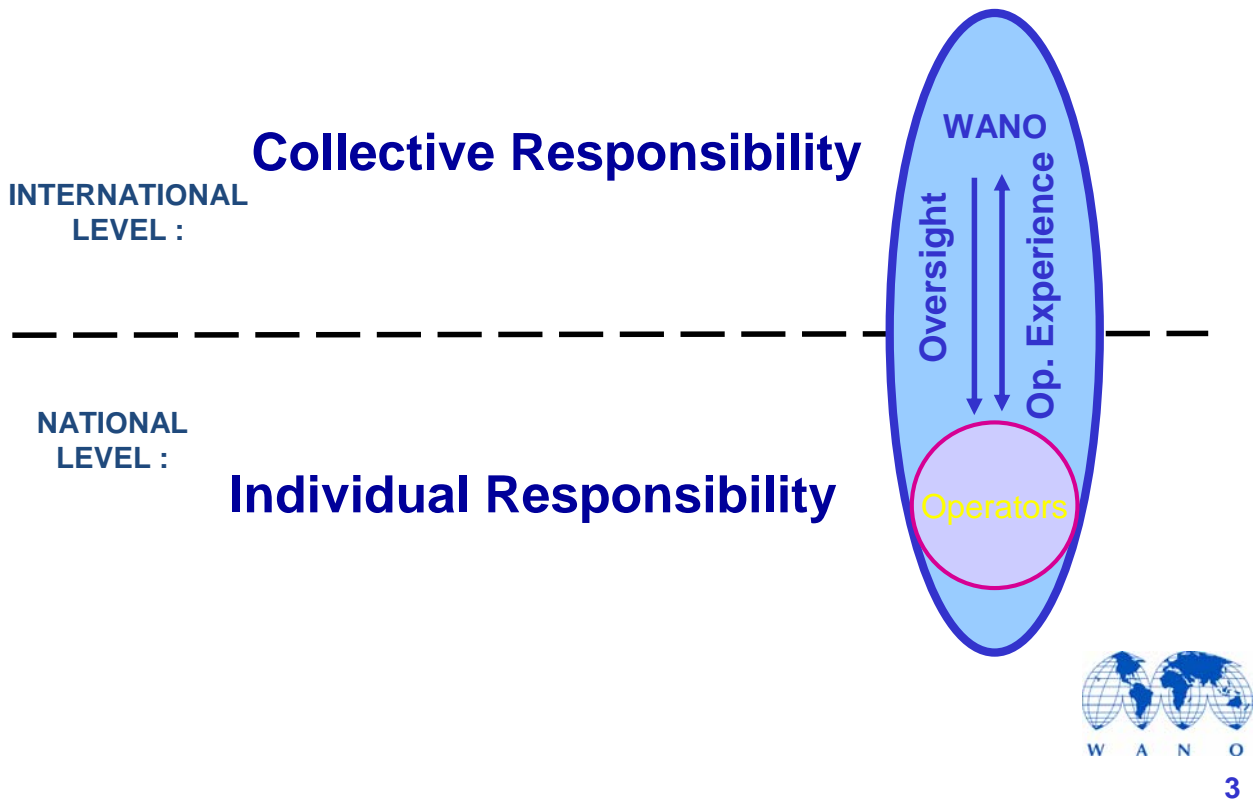 Collective Responsibility
INTERNATIONAL
LEVEL :
WANO
Oversight
Op. Experience
NATIONAL
LEVEL :
Individual Responsibility
Operators
W A N O
3